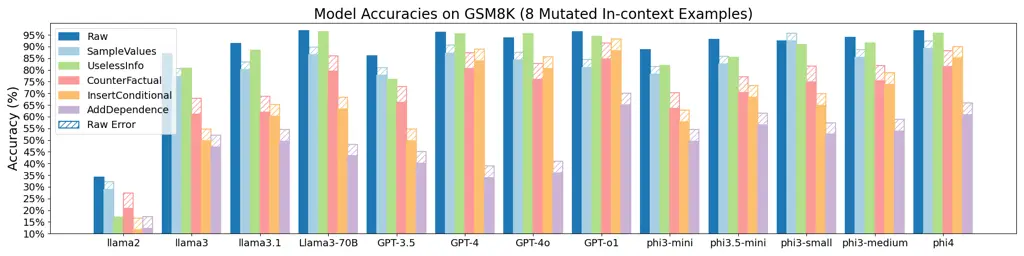 Model Accuracies on GSM8K (8 Mutated In-context Examples)
Accuracy (%)
95%
90%
85%
80%
75%
70%
65%
60%
55%
50%
45%
40%
35%
30%
25%
20%
15%
10%
Raw
SampleValues
UselessInfo
CounterFactual
InsertConditional
AddDependence
Raw Error
llama2 llama3 llama3.1 Llama3-70B GPT-3.5 GPT-4 GPT-4o GPT-o1 phi3-mini phi3.5-mini phi3-small phi3-medium phi4